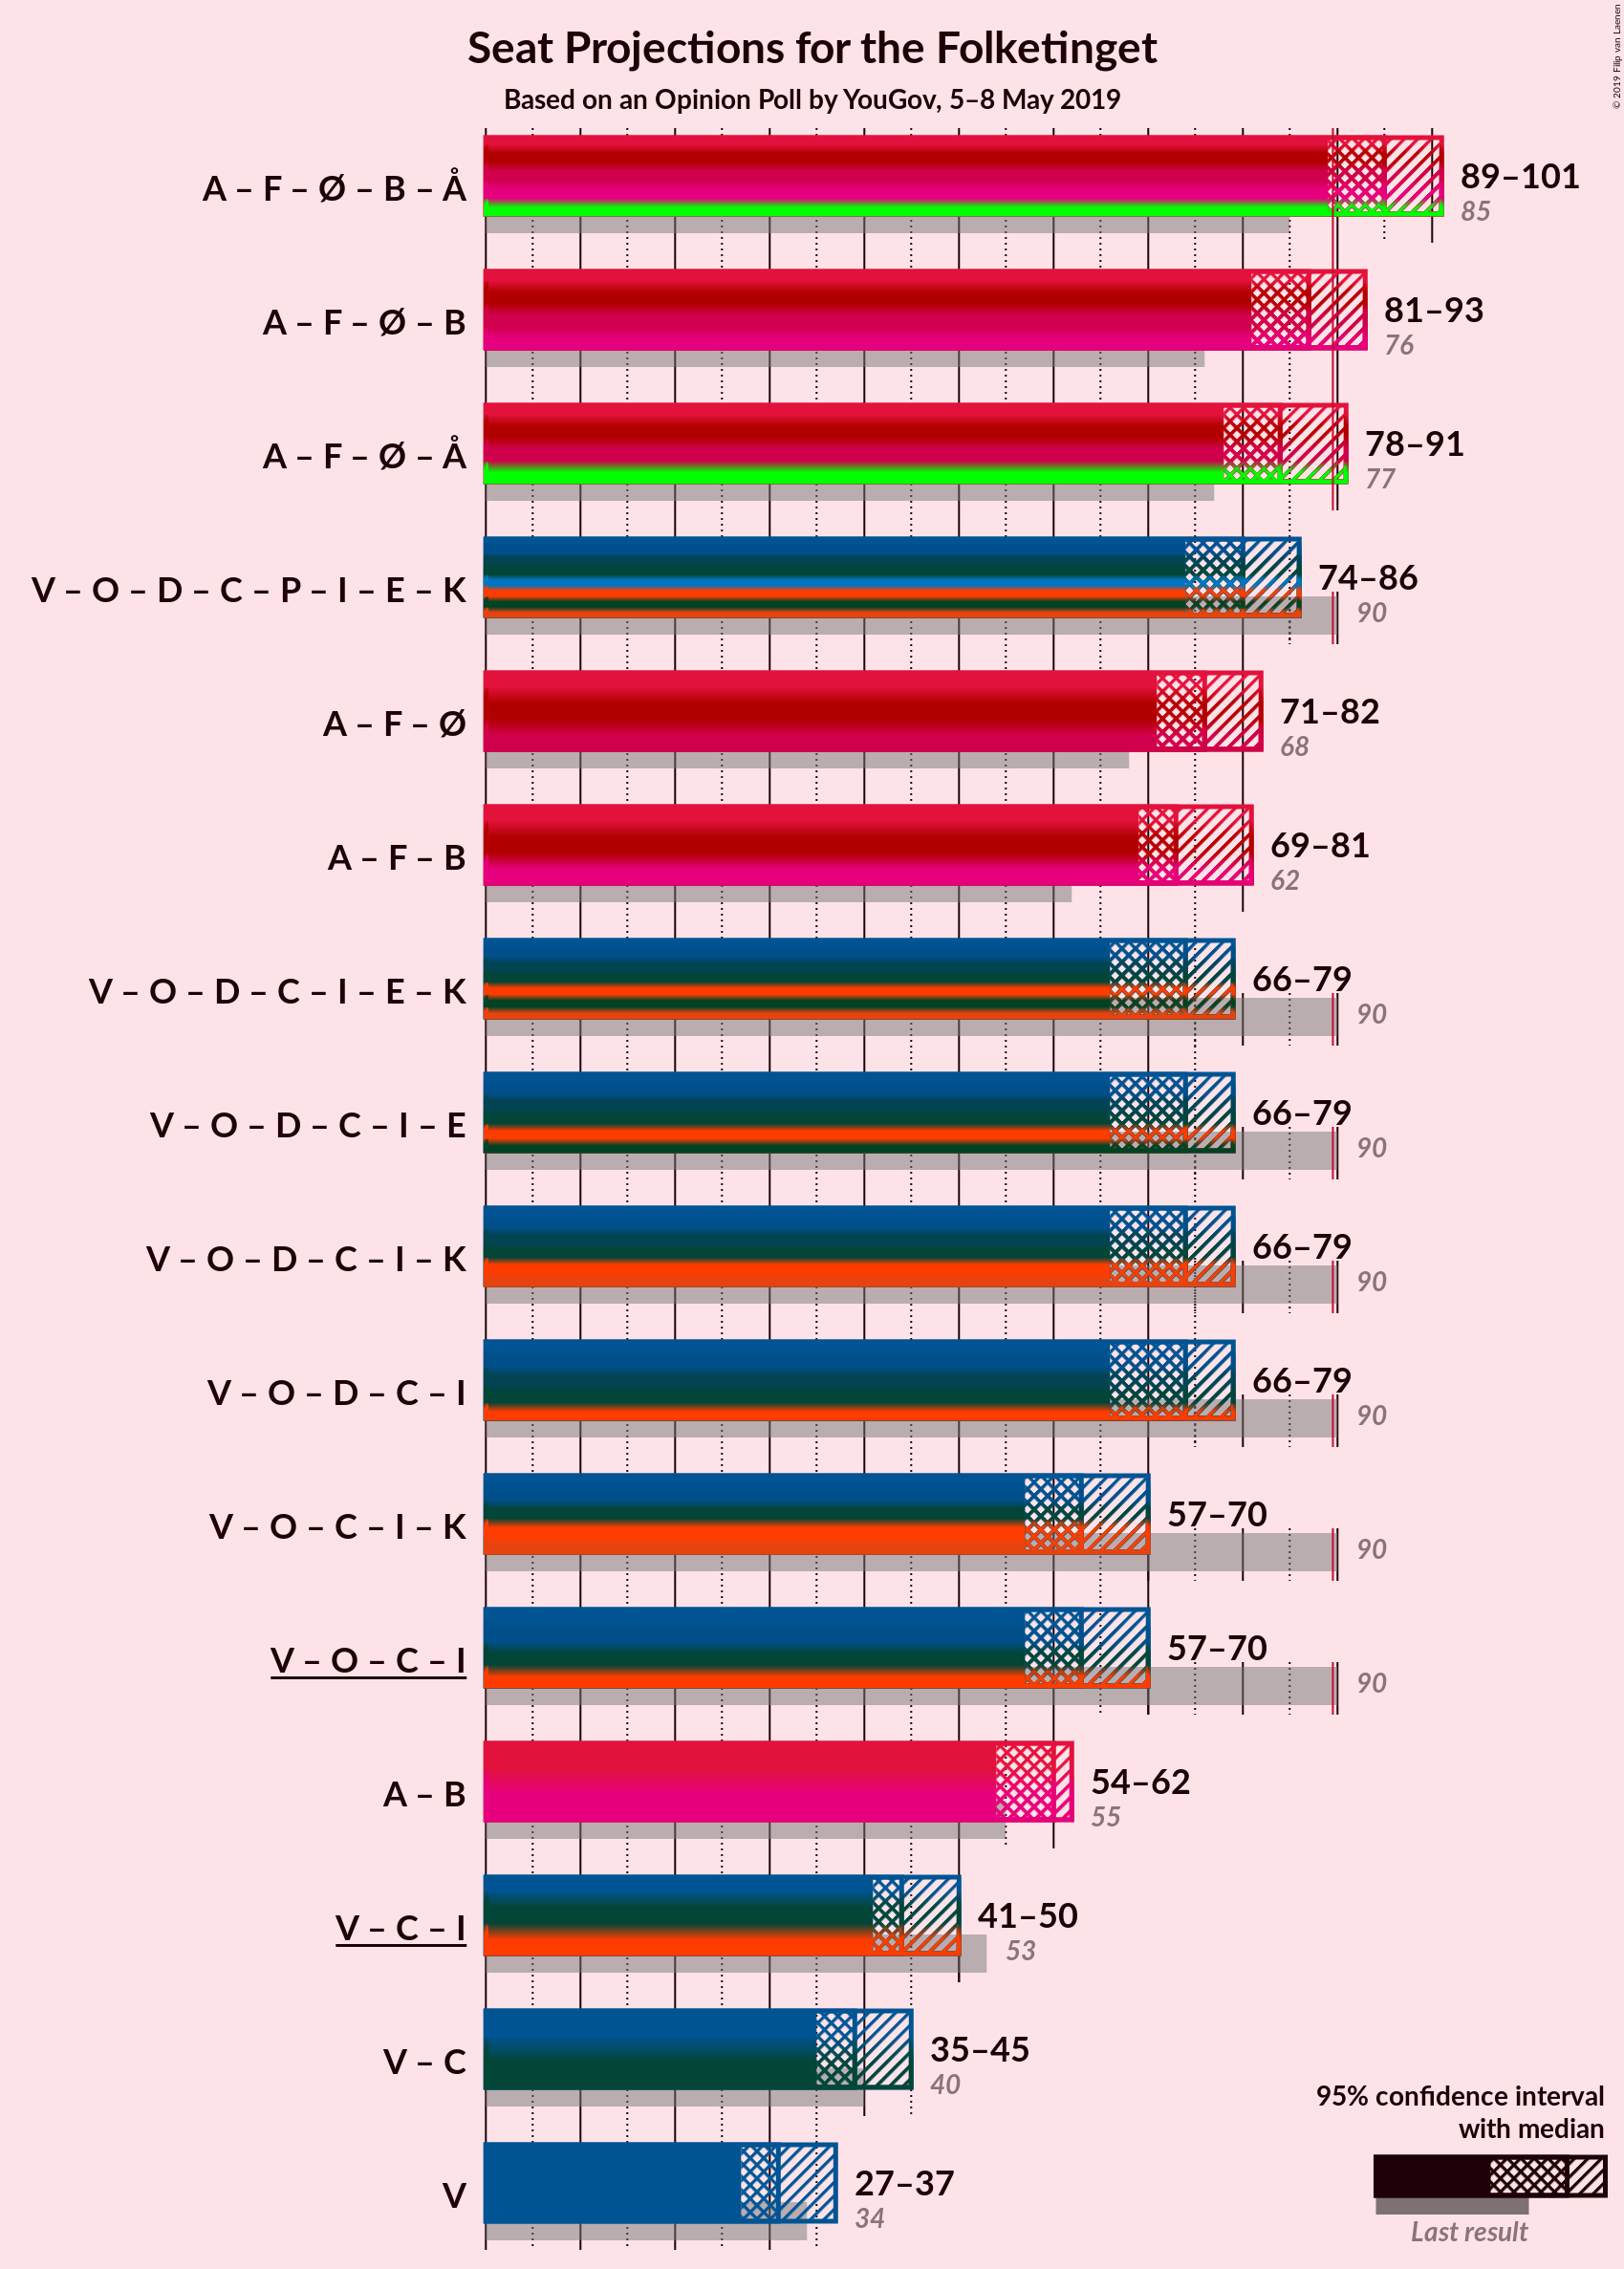 Seat Projections for the Folketinget
Based on an Opinion Poll by YouGov, 5–8 May 2019
© 2019 Filip van Laenen
A – F – Ø – B – Å
89–101
85
A – F – Ø – B
81–93
76
A – F – Ø – Å
78–91
77
V – O – D – C – P – I – E – K
74–86
90
A – F – Ø
71–82
68
A – F – B
69–81
62
V – O – D – C – I – E – K
66–79
90
V – O – D – C – I – E
66–79
90
V – O – D – C – I – K
66–79
90
V – O – D – C – I
66–79
90
V – O – C – I – K
57–70
90
V – O – C – I
57–70
90
A – B
54–62
55
V – C – I
41–50
53
V – C
35–45
40
V
27–37
34
95% confidence interval
with median
Last result